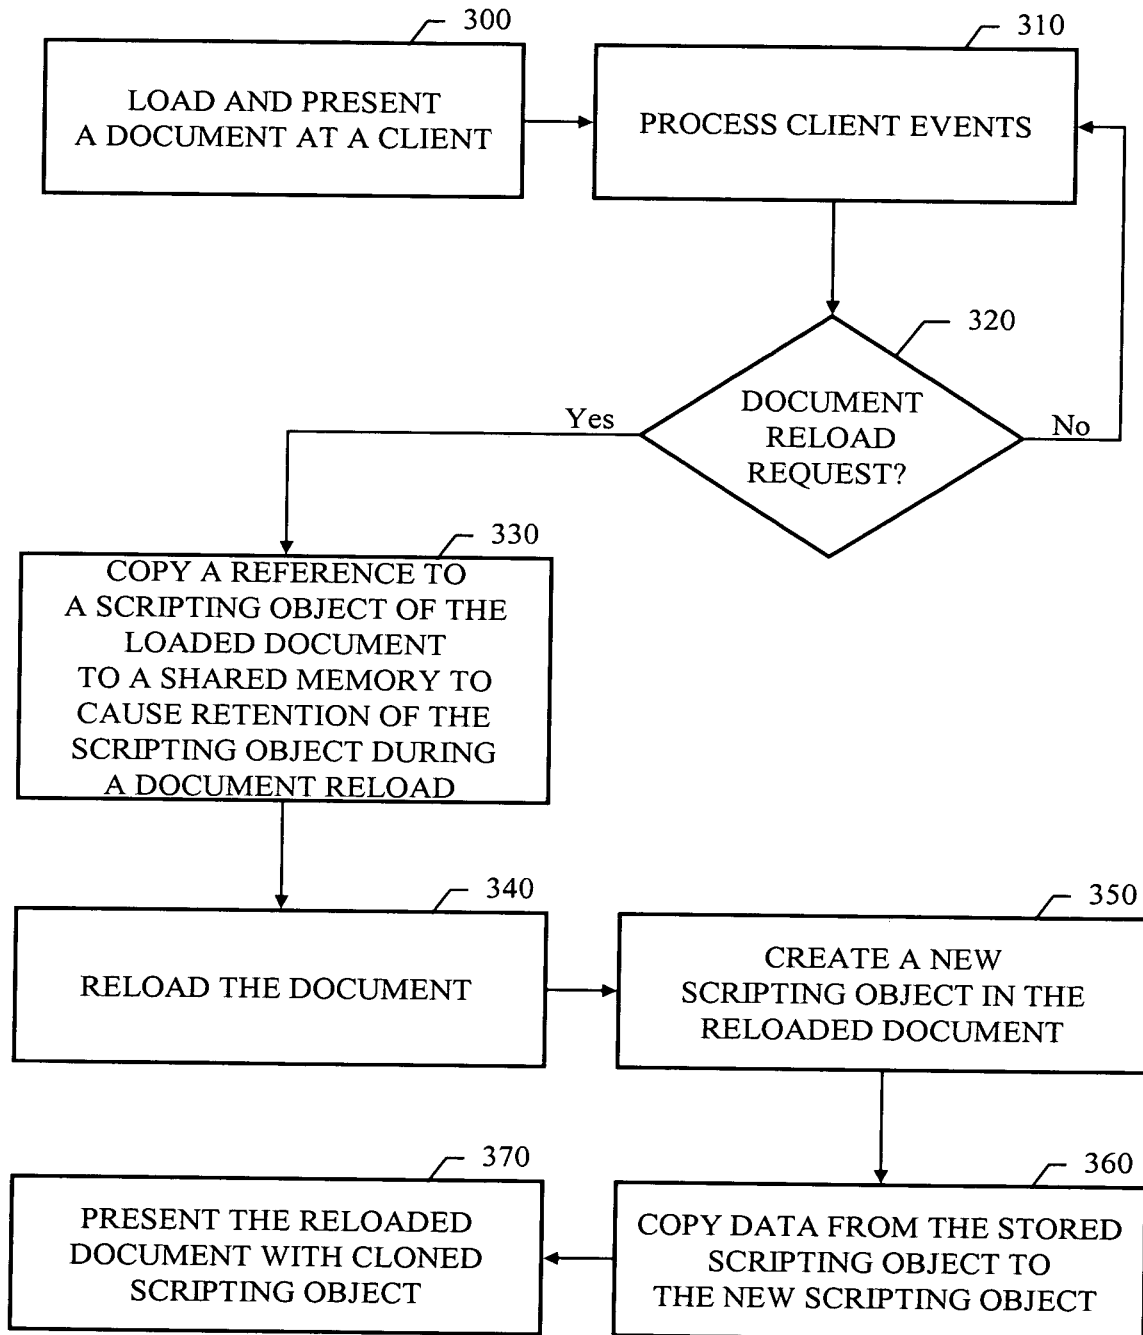 300
LOAD AND PRESENT
A DOCUMENT AT A CLIENT
310
PROCESS CLIENT EVENTS
320
DOCUMENT
RELOAD
REQUEST?
Yes
No
330
COPY A REFERENCE TO
A SCRIPTING OBJECT OF THE
LOADED DOCUMENT
TO A SHARED MEMORY TO
CAUSE RETENTION OF THE
SCRIPTING OBJECT DURING
A DOCUMENT RELOAD
340
RELOAD THE DOCUMENT
350
CREATE A NEW
SCRIPTING OBJECT IN THE
RELOADED DOCUMENT
360
COPY DATA FROM THE STORED
SCRIPTING OBJECT TO
THE NEW SCRIPTING OBJECT
370
PRESENT THE RELOADED
DOCUMENT WITH CLONED
SCRIPTING OBJECT